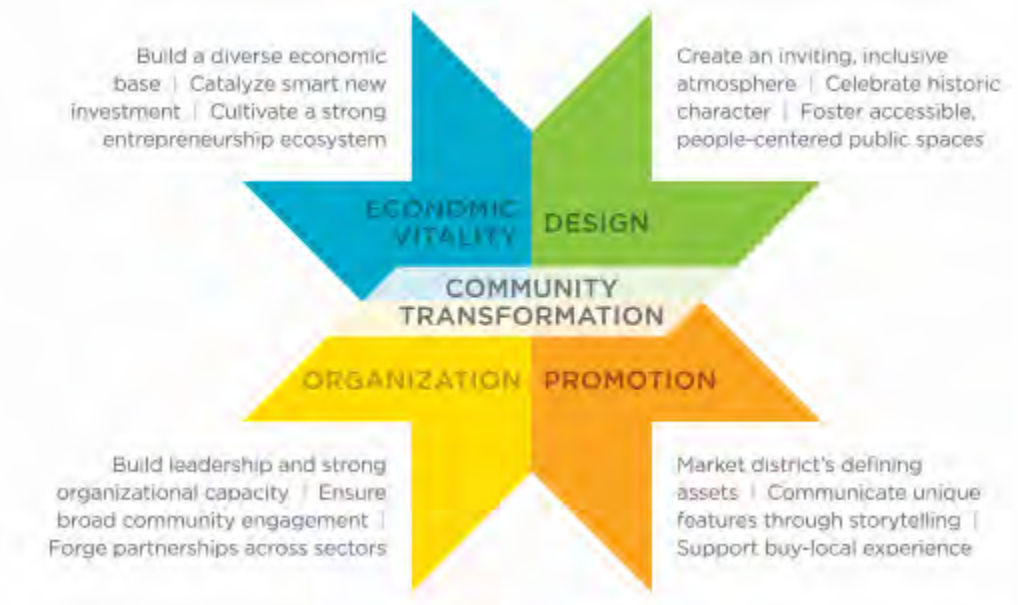 Build a diverse economic
base | Catalyze smart new
investment | Cultivate a strong
entrepreneurship ecosystem
Create an inviting, inclusive
atmosphere | Celebrate historic
character | Foster accessible,
people-centered public spaces
ECONOMIC
VITALITY
DESIGN
COMMUNITY
TRANSFORMATION
ORGANIZATION
PROMOTION
Build leadership and strong
organizational capacity | Ensure
broad community engagement |
Forge partnerships across sectors
Market district's defining
assets | Communicate unique
features through storytelling |
Support buy-local experience